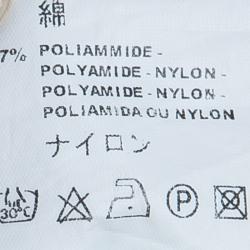 綿
7% POLIAMMIDE -
POLYAMIDE - NYLON -
POLYAMIDE - NYLON -
POLIAMIDA OU NYLON
ナイロン
30°C P